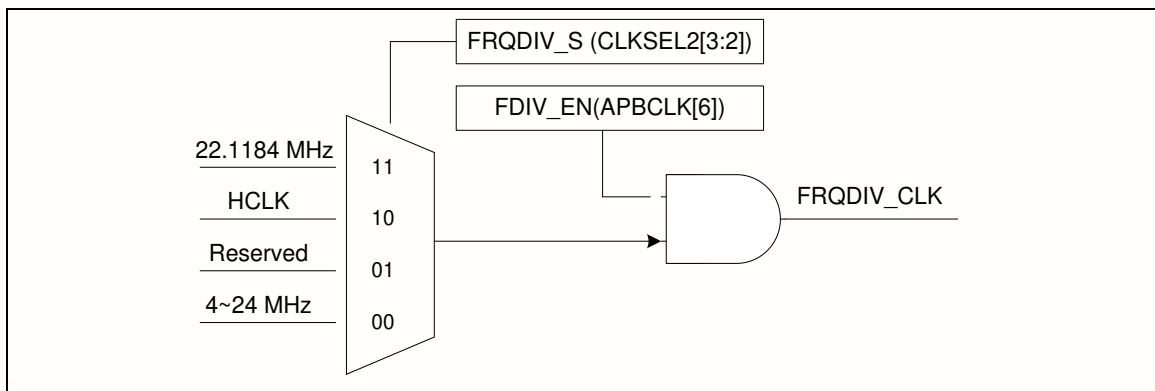 FRQDIV_S (CLKSEL2[3:2])
FDIV_EN(APBCLK[6])
22.1184 MHz
11
HCLK
10
Reserved
01
4~24 MHz
00
FRQDIV_CLK